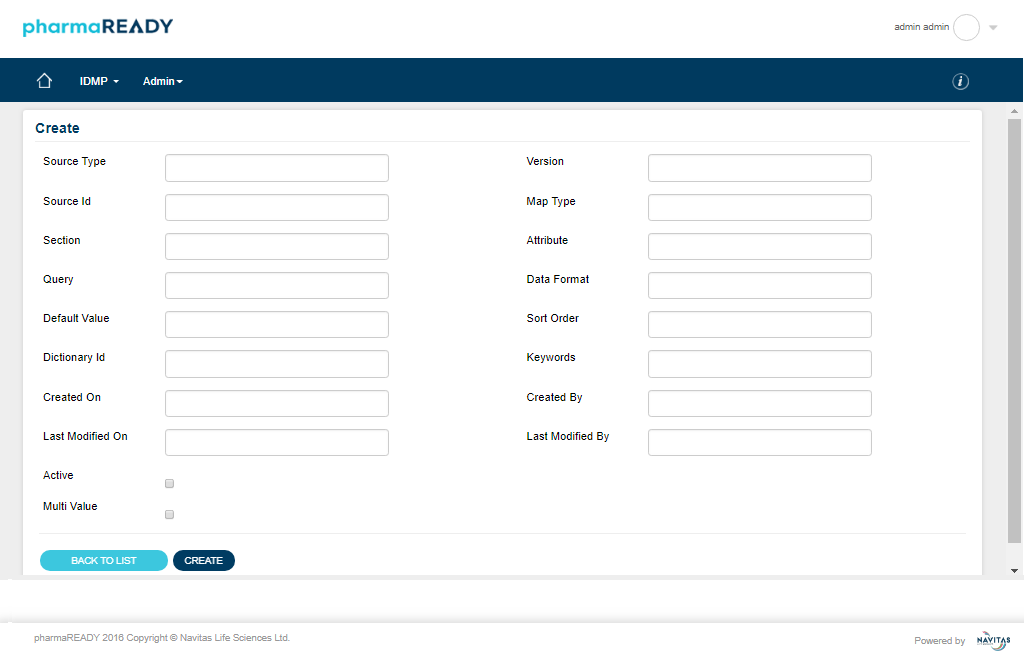 pharmaREADY
admin admin
IDMP
Admin
i
Create
Source Type
Version
Source Id
Map Type
Section
Attribute
Query
Data Format
Default Value
Sort Order
Dictionary Id
Keywords
Created On
Created By
Last Modified On
Last Modified By
Active
Multi Value
BACK TO LIST
CREATE
pharmaREADY 2016 Copyright © Navitas Life Sciences Ltd.
Powered by
NAVITAS